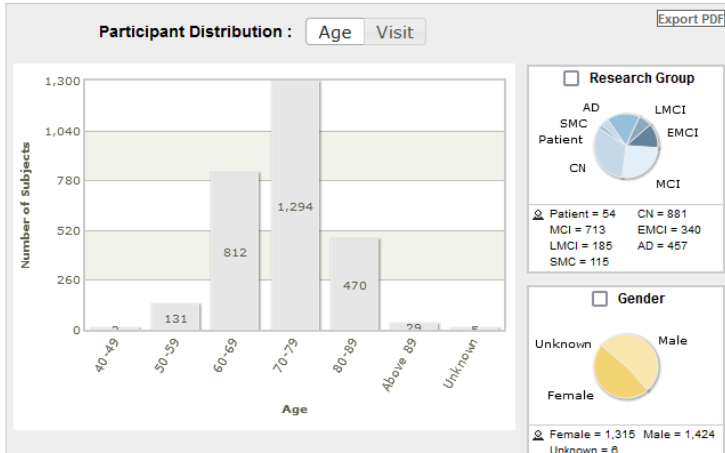 Export PDF
Participant Distribution : Age Visit
Number of Subjects
1,300
1,040
780
520
260
0
131
812
1,294
470
29
40-49
50-59
60-69
70-79
80-89
Above 89
Unknown
Age
Research Group
AD
LMCI
SMC
EMCI
Patient
CN
MCI
Patient = 54 CN = 881
MCI = 713 EMCI = 340
LMCI = 185 AD = 457
SMC = 115
Gender
Unknown
Male
Female
Female = 1,315 Male = 1,424
Unknown = 6